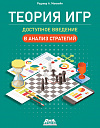 ТЕОРИЯ ИГР
ДОСТУПНОЕ ВВЕДЕНИЕ
В АНАЛИЗ СТРАТЕГИЙ